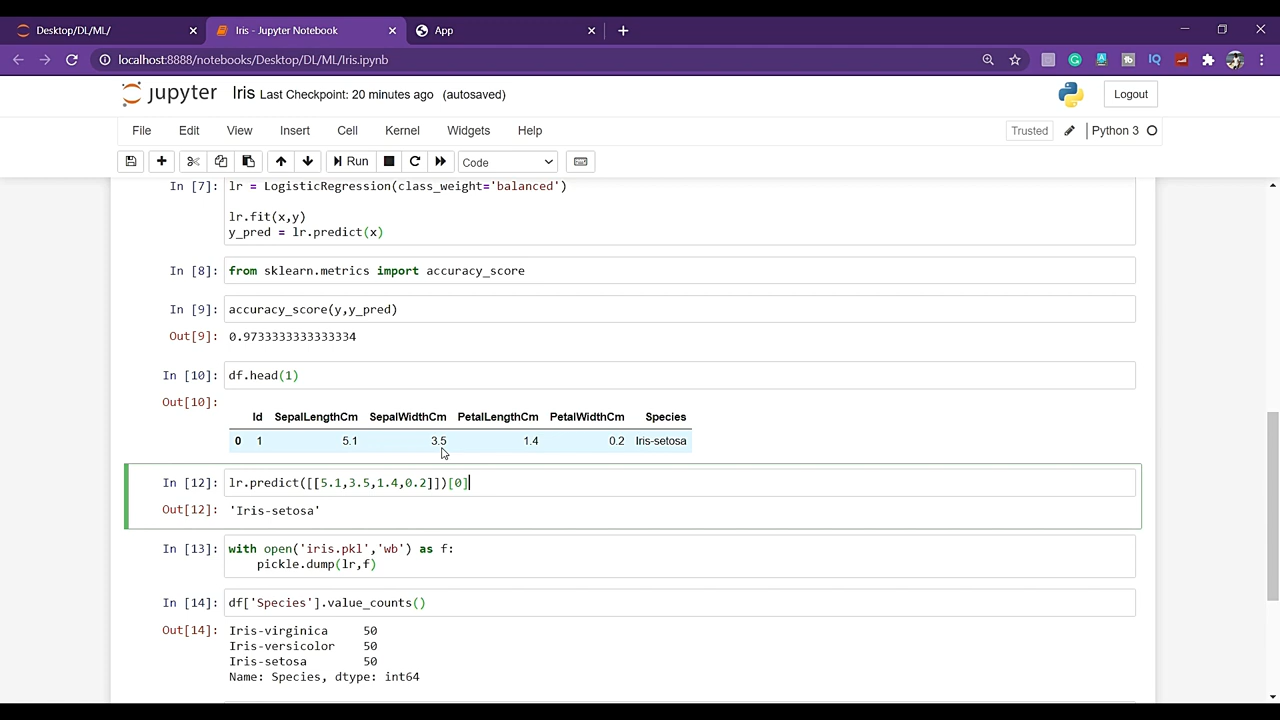 Desktop/DL/ML/
Iris - Jupyter Notebook
App
localhost:8888/notebooks/Desktop/DL/ML/Iris.ipynb
jupyter Iris Last Checkpoint: 20 minutes ago (autosaved)
Logout
File Edit View Insert Cell Kernel Widgets Help
Trusted
Python 3
Run
Code
In [7]: lr = LogisticRegression(class_weight='balanced')
lr.fit(x,y)
y_pred = lr.predict(x)
In [8]: from sklearn.metrics import accuracy_score
In [9]: accuracy_score(y,y_pred)
Out[9]: 0.9733333333333334
In [10]: df.head(1)
Out[10]:
Id SepalLengthCm SepalWidthCm PetalLengthCm PetalWidthCm Species
0 1 5.1 3.5 1.4 0.2 Iris-setosa
In [12]: lr.predict([[5.1,3.5,1.4,0.2]])[0]
Out[12]: 'Iris-setosa'
In [13]: with open('iris.pkl','wb') as f:
pickle.dump(lr,f)
In [14]: df['Species'].value_counts()
Out[14]: Iris-virginica 50
Iris-versicolor 50
Iris-setosa 50
Name: Species, dtype: int64